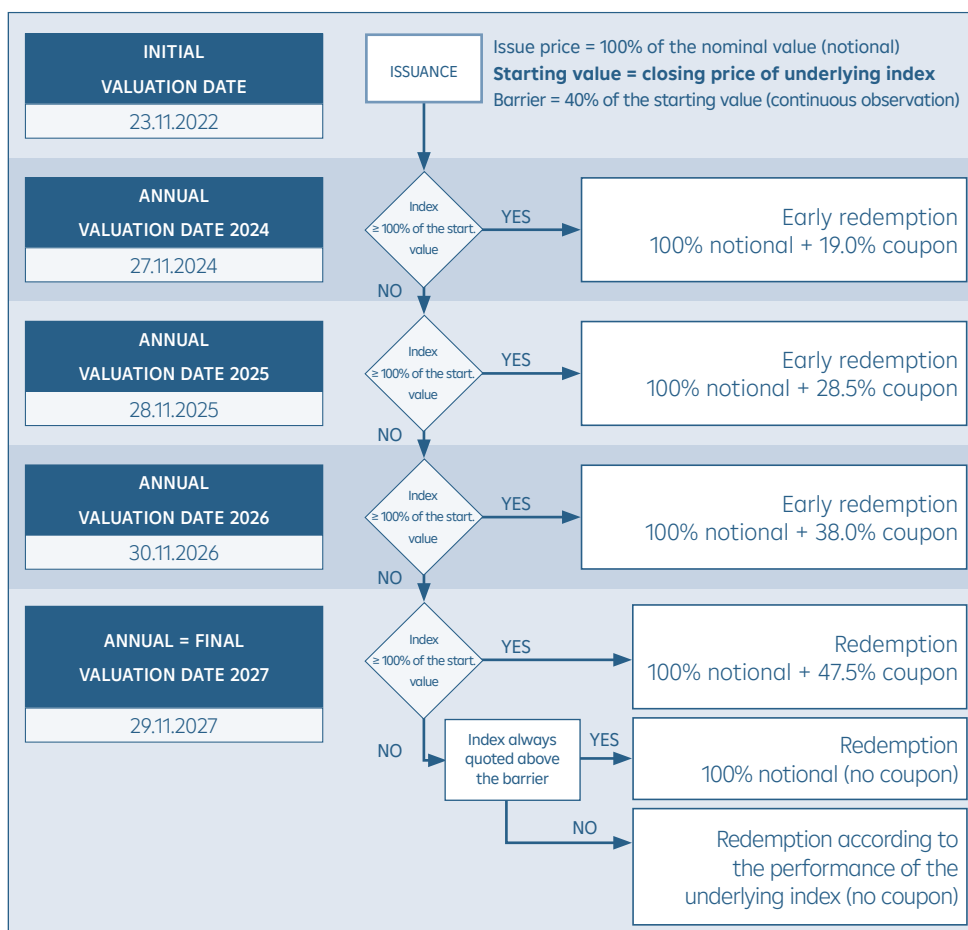 INITIAL
VALUATION DATE
23.11.2022
ISSUANCE
Issue price = 100% of the nominal value (notional)
Starting value = closing price of underlying index
Barrier = 40% of the starting value (continuous observation)
ANNUAL
VALUATION DATE 2024
27.11.2024
Index
≥ 100% of the start.
value
YES
Early redemption
100% notional + 19.0% coupon
NO
ANNUAL
VALUATION DATE 2025
28.11.2025
Index
≥ 100% of the start.
value
YES
Early redemption
100% notional + 28.5% coupon
NO
ANNUAL
VALUATION DATE 2026
30.11.2026
Index
≥ 100% of the start.
value
YES
Early redemption
100% notional + 38.0% coupon
NO
ANNUAL = FINAL
VALUATION DATE 2027
29.11.2027
Index
≥ 100% of the start.
value
YES
Redemption
100% notional + 47.5% coupon
NO
Index always
quoted above
the barrier
YES
Redemption
100% notional (no coupon)
NO
Redemption according to
the performance of the
underlying index (no coupon)